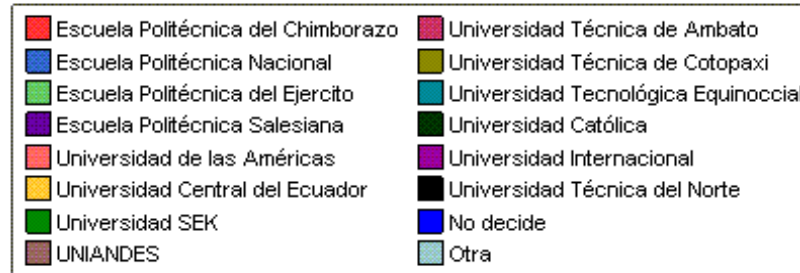 Escuela Politécnica del Chimborazo
Escuela Politécnica Nacional
Escuela Politécnica del Ejercito
Escuela Politécnica Salesiana
Universidad de las Américas
Universidad Central del Ecuador
Universidad SEK
UNIANDES
Universidad Técnica de Ambato
Universidad Técnica de Cotopaxi
Universidad Tecnológica Equinoccial
Universidad Católica
Universidad Internacional
Universidad Técnica del Norte
No decide
Otra